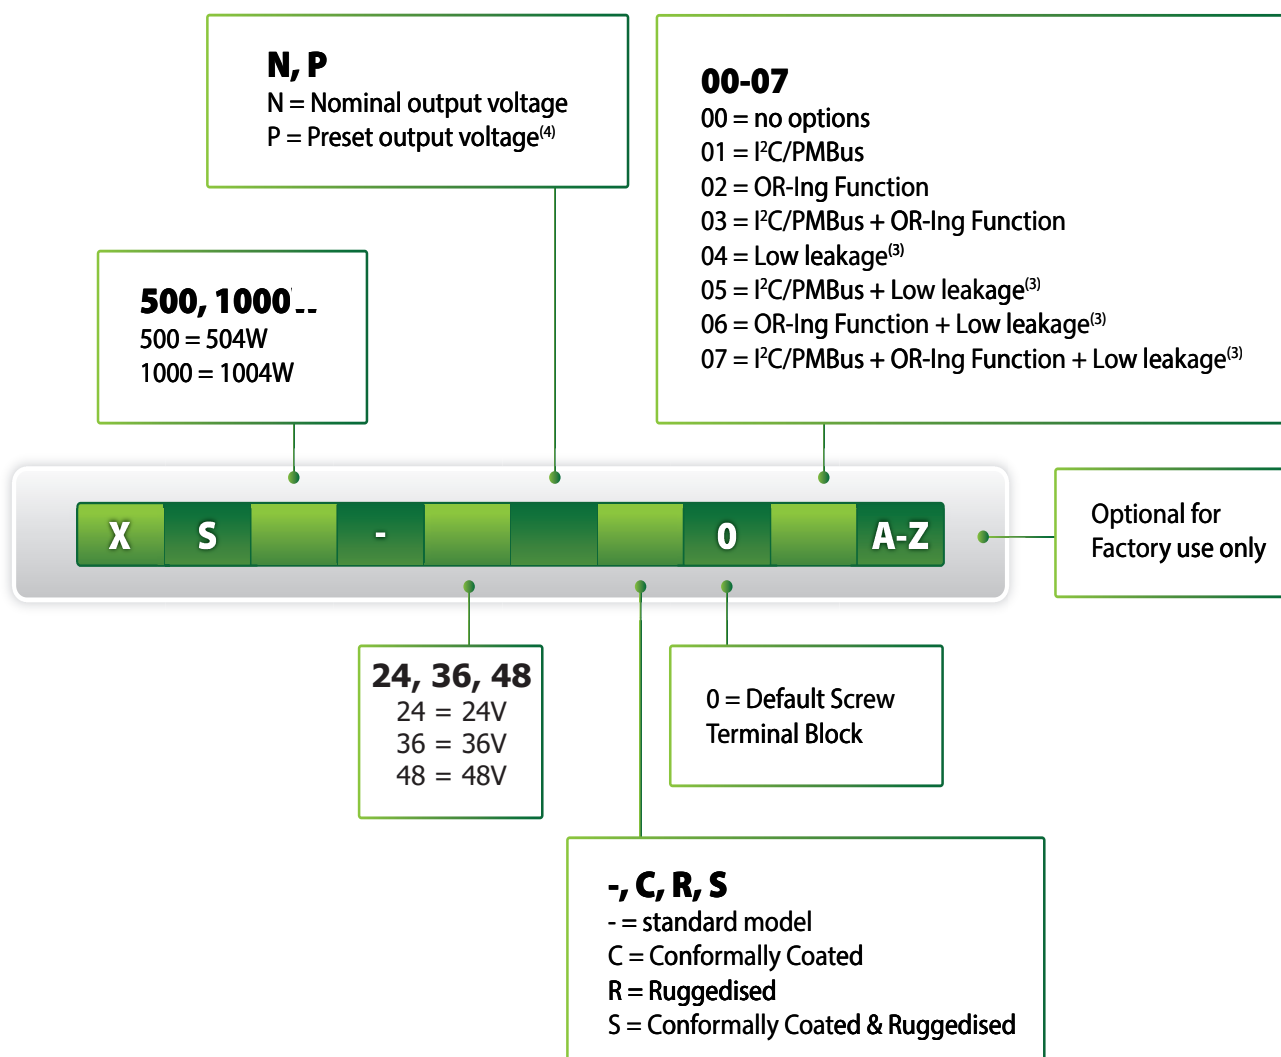 N, P
N = Nominal output voltage
P = Preset output voltage(4)
00-07
00 = no options
01 = I²C/PMBus
02 = OR-Ing Function
03 = I²C/PMBus + OR-Ing Function
04 = Low leakage(3)
05 = I²C/PMBus + Low leakage(3)
06 = OR-Ing Function + Low leakage(3)
07 = I²C/PMBus + OR-Ing Function + Low leakage(3)
500, 1000
500 = 504W
1000 = 1004W
X S - 0 A-Z
Optional for
Factory use only
24, 36, 48
24 = 24V
36 = 36V
48 = 48V
0 = Default Screw
Terminal Block
-, C, R, S
- = standard model
C = Conformally Coated
R = Ruggedised
S = Conformally Coated & Ruggedised